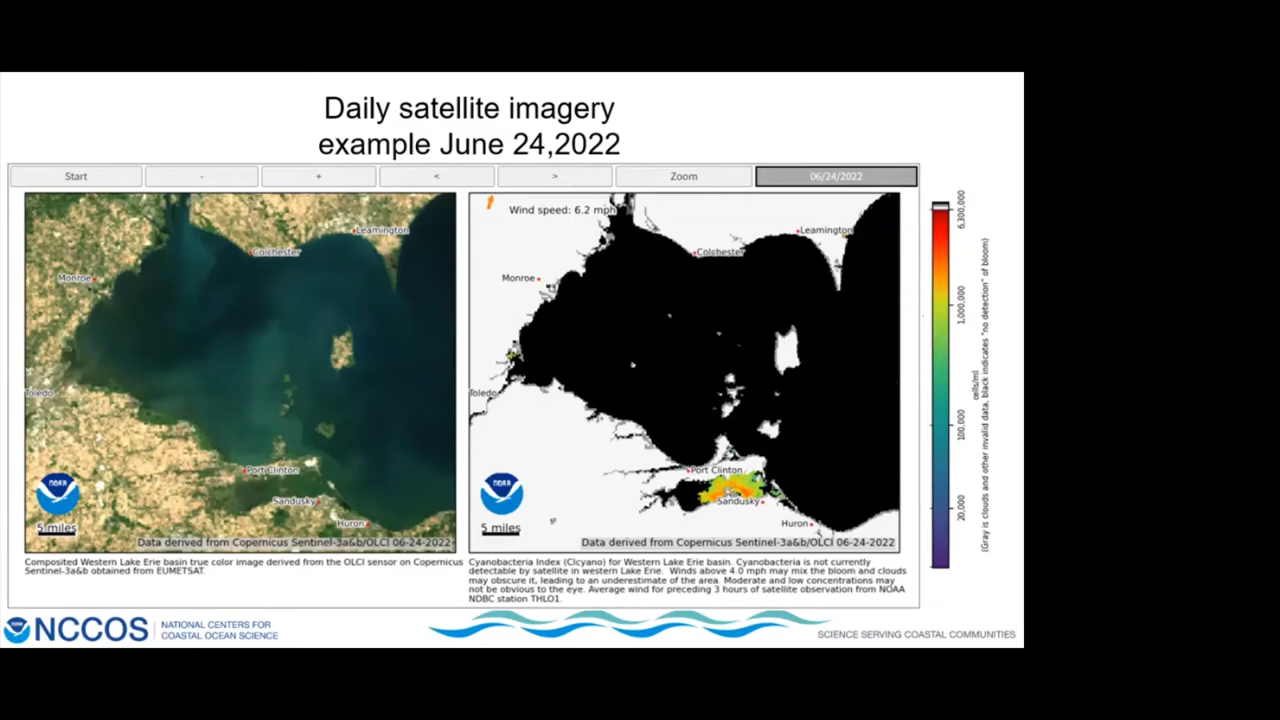 Daily satellite imagery
example June 24,2022
Start - + < > Zoom 06/24/2022
Leamington
Colchester
Monroe
Toledo
Port Clinton
Sandusky
Huron
NOAA
5 miles
Data derived from Copernicus Sentinel-3a&b/OLCI 06-24-2022
Composited Western Lake Erie basin true color image derived from the OLCI sensor on Copernicus
Sentinel-3a&b obtained from EUMETSAT.
Wind speed: 6.2 mph
Leamington
Colchester
Monroe
Toledo
Port Clinton
Sandusky
Huron
NOAA
5 miles
Data derived from Copernicus Sentinel-3a&b/OLCI 06-24-2022
Cyanobacteria Index (CIcyano) for Western Lake Erie basin. Cyanobacteria is not currently
detectable by satellite in western Lake Erie. Winds above 4.0 mph may mix the bloom and clouds
may obscure it, leading to an underestimate of the area. Moderate and low concentrations may
not be obvious to the eye. Average wind for preceding 3 hours of satellite observation from NOAA
NDBC station THLO1.
6,300,000
1,000,000
100,000
20,000
cells/ml
(Gray is clouds and other invalid data, black indicates "no detection" of bloom)
NCCOS
NATIONAL CENTERS FOR
COASTAL OCEAN SCIENCE
SCIENCE SERVING COASTAL COMMUNITIES